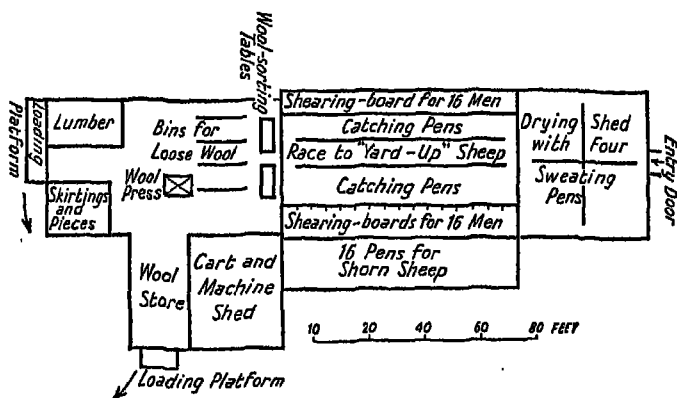 Wool-sorting
Tables
Loading
Platform
Lumber
Bins for
Loose Wool
Wool
Press
Skirtings
and
Pieces
Shearing-board for 16 Men
Catching Pens
Race to "Yard-Up" Sheep
Catching Pens
Shearing-boards for 16 Men
16 Pens for
Shorn Sheep
Drying Shed
with Four
Sweating
Pens
Entry Door
Wool
Store
Cart and
Machine
Shed
10 20 40 60 80 FEET
Loading Platform